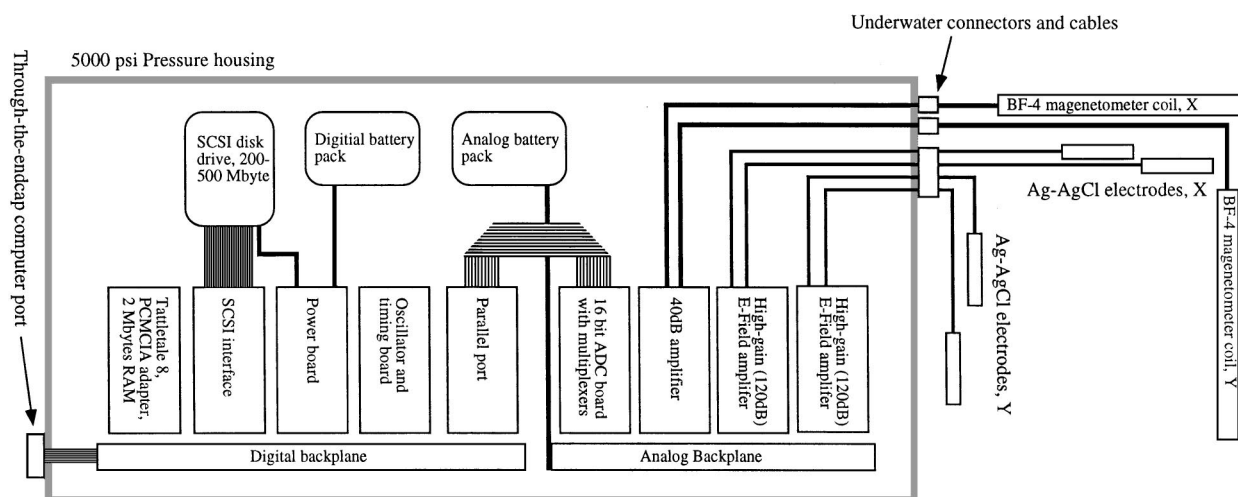 Underwater connectors and cables
5000 psi Pressure housing
Through-the-endcap computer port
BF-4 magenetometer coil, X
SCSI disk
drive, 200-
500 Mbyte
Digitial battery
pack
Analog battery
pack
Ag-AgCl electrodes, X
BF-4 magenetometer coil, Y
Ag-AgCl electrodes, Y
Tattletale 8,
PCMCIA adapter,
2 Mbytes RAM
SCSI interface
Power board
Oscillator and
timing board
Parallel port
16 bit ADC board
with multiplexers
40dB amplifier
High-gain (120dB)
E-Field amplifer
High-gain (120dB)
E-Field amplifer
Digital backplane
Analog Backplane